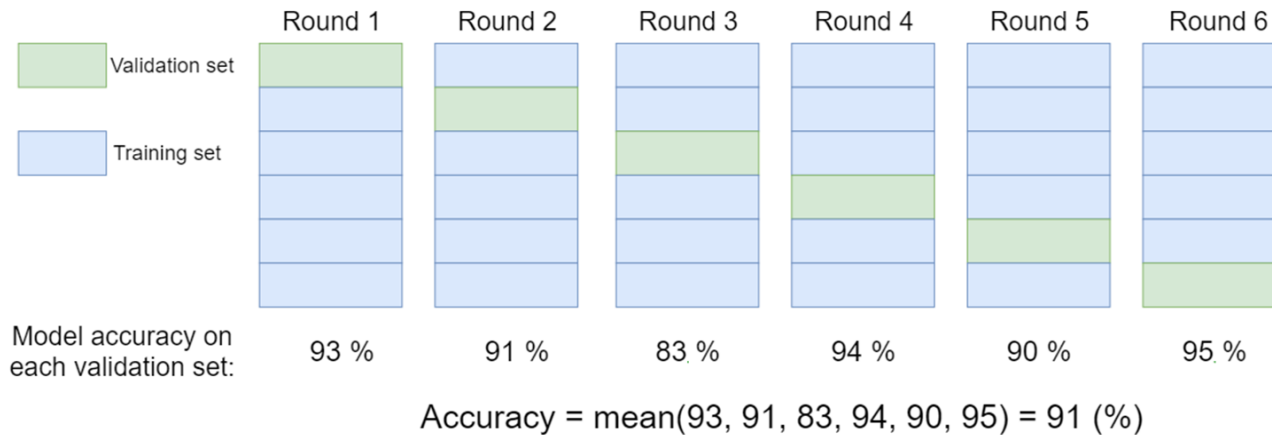 Round 1 Round 2 Round 3 Round 4 Round 5 Round 6
Validation set
Training set
Model accuracy on
each validation set:
93 % 91 % 83 % 94 % 90 % 95 %
Accuracy = mean(93, 91, 83, 94, 90, 95) = 91 (%)